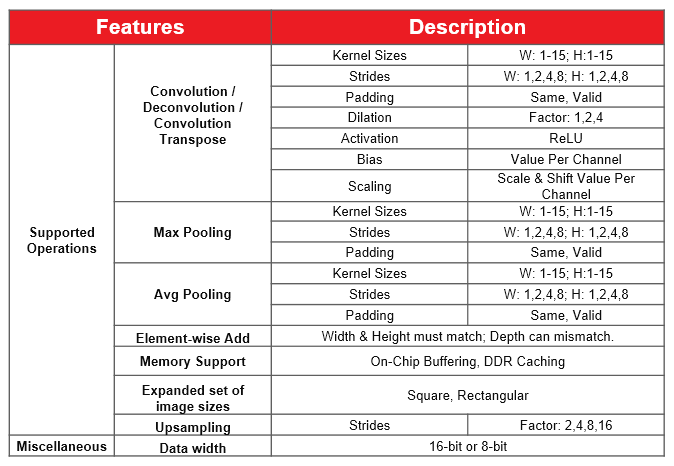 Features Description
Supported Operations
Convolution /
Deconvolution /
Convolution
Transpose
Kernel Sizes W: 1-15; H:1-15
Strides W: 1,2,4,8; H: 1,2,4,8
Padding Same, Valid
Dilation Factor: 1,2,4
Activation ReLU
Bias Value Per Channel
Scaling Scale & Shift Value Per
Channel
Max Pooling
Kernel Sizes W: 1-15; H:1-15
Strides W: 1,2,4,8; H: 1,2,4,8
Padding Same, Valid
Avg Pooling
Kernel Sizes W: 1-15; H:1-15
Strides W: 1,2,4,8; H: 1,2,4,8
Padding Same, Valid
Element-wise Add Width & Height must match; Depth can mismatch.
Memory Support On-Chip Buffering, DDR Caching
Expanded set of
image sizes
Square, Rectangular
Upsampling Strides Factor: 2,4,8,16
Miscellaneous Data width 16-bit or 8-bit